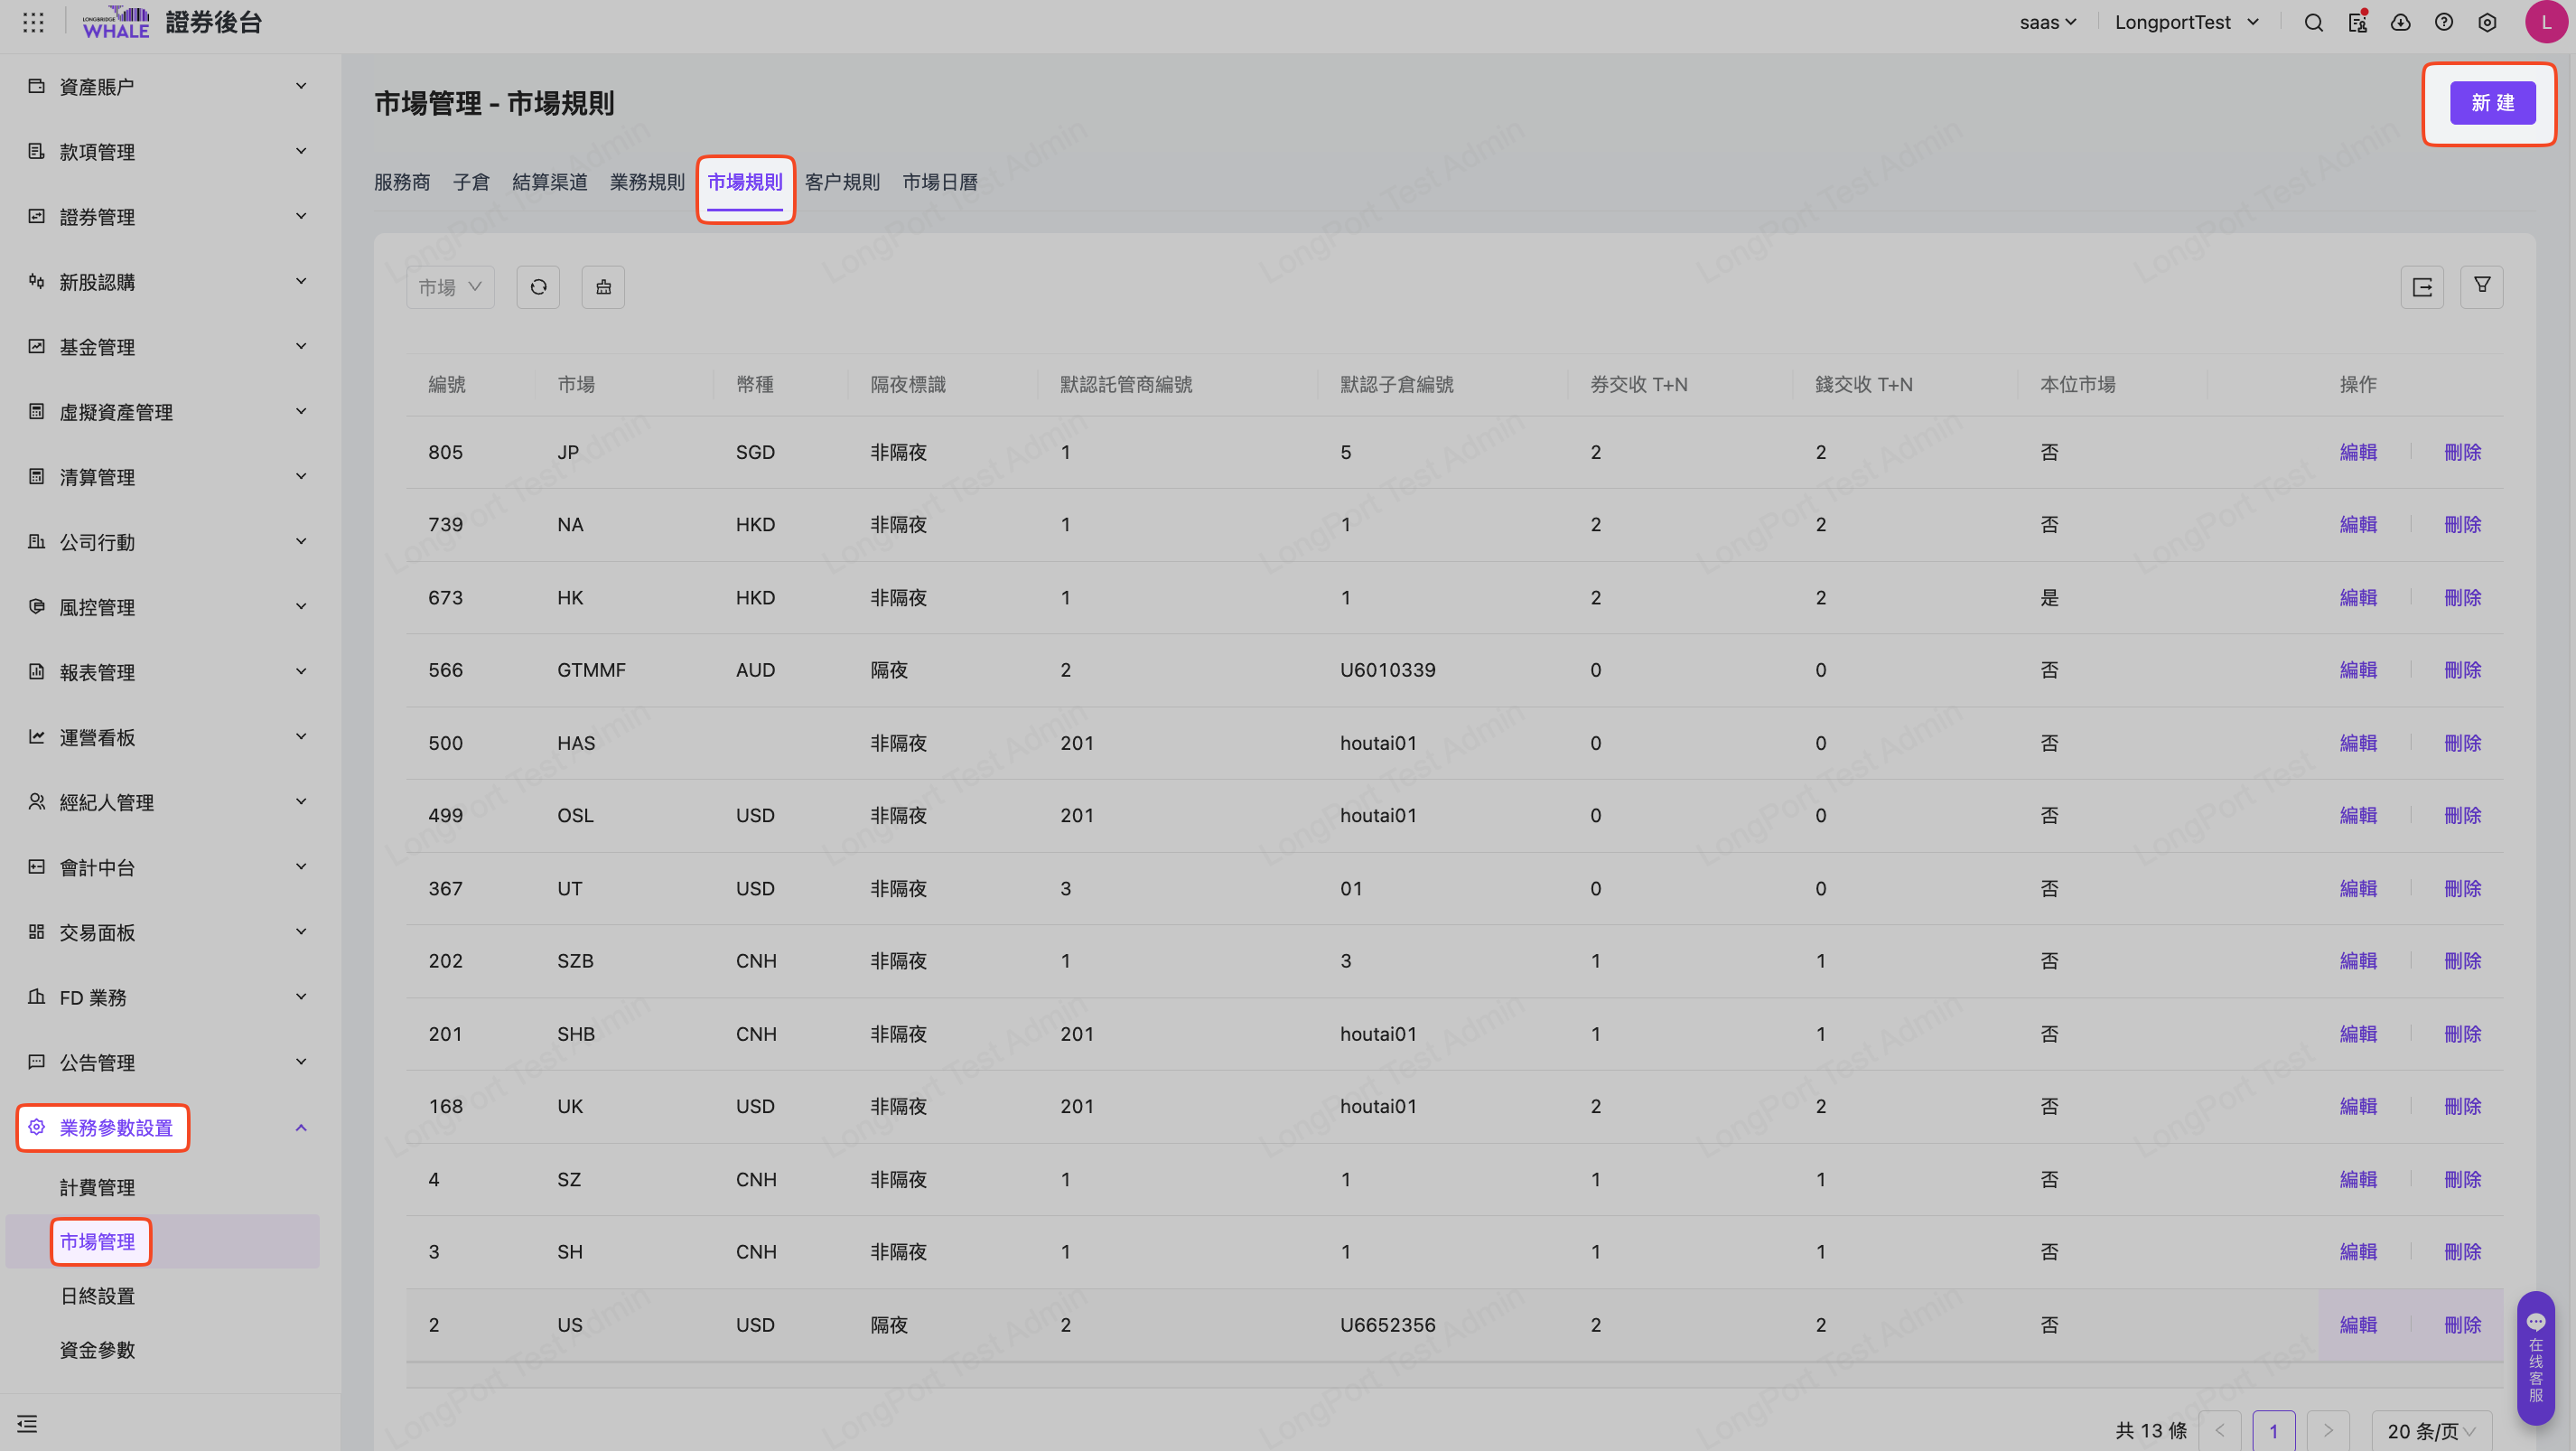 LONGBRIDGE
WHALE
證券後台
saas
LongportTest
L
資產賬户
款項管理
證券管理
新股認購
基金管理
虛擬資產管理
清算管理
公司行動
風控管理
報表管理
運營看板
經紀人管理
會計中台
交易面板
FD 業務
公告管理
業務參數設置
計費管理
市場管理
日終設置
資金參數
市場管理 - 市場規則
新 建
服務商 子倉 結算渠道 業務規則 市場規則 客户規則 市場日曆
市場
編號 市場 幣種 隔夜標識 默認託管商編號 默認子倉編號 券交收 T+N 錢交收 T+N 本位市場 操作
805 JP SGD 非隔夜 1 5 2 2 否 編輯 刪除
739 NA HKD 非隔夜 1 1 2 2 否 編輯 刪除
673 HK HKD 非隔夜 1 1 2 2 是 編輯 刪除
566 GTMMF AUD 隔夜 2 U6010339 0 0 否 編輯 刪除
500 HAS 非隔夜 201 houtai01 0 0 否 編輯 刪除
499 OSL USD 非隔夜 201 houtai01 0 0 否 編輯 刪除
367 UT USD 非隔夜 3 01 0 0 否 編輯 刪除
202 SZB CNH 非隔夜 1 3 1 1 否 編輯 刪除
201 SHB CNH 非隔夜 201 houtai01 1 1 否 編輯 刪除
168 UK USD 非隔夜 201 houtai01 2 2 否 編輯 刪除
4 SZ CNH 非隔夜 1 1 1 1 否 編輯 刪除
3 SH CNH 非隔夜 1 1 1 1 否 編輯 刪除
2 US USD 隔夜 2 U6652356 2 2 否 編輯 刪除
共 13 條 1 20 条/页
在线客服
LongPort Test Admin